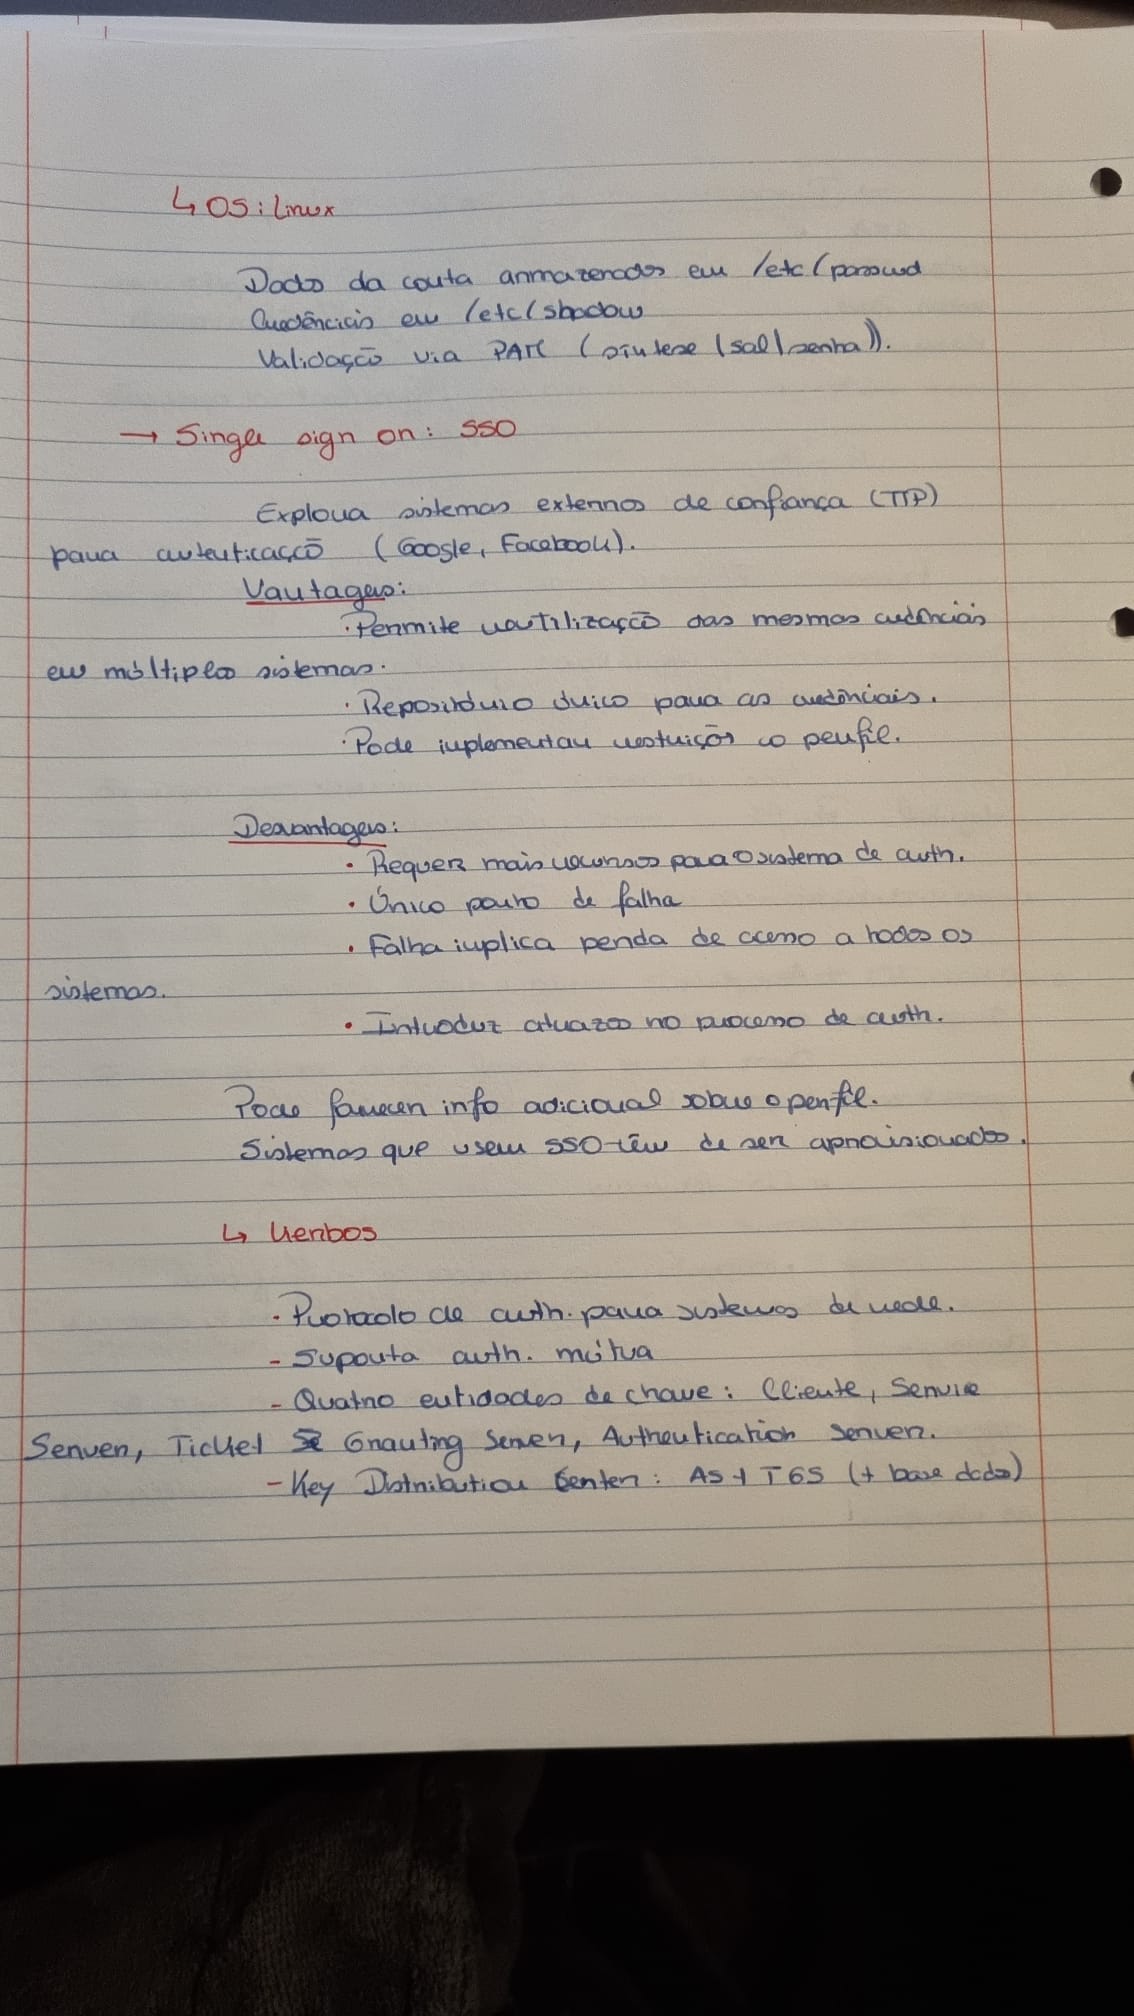 ↳ OS: Linux
Dados da conta armazenados em /etc/passwd
Credênciais em /etc/shadow
Validação via PAM (síntese (sal|senha)).
→ Single sign on: SSO
Explora sistemas externos de confiança (TTP)
para autenticação (Google, Facebook).
Vantagens:
· Permite reutilização das mesmas credênciais
em múltiplos sistemas.
· Repositório único para as credênciais.
· Pode implementar restrições ao perfil.
Desvantagens:
• Requer mais recursos para o sistema de auth.
• Único ponto de falha
• Falha implica perda de acesso a todos os
sistemas.
• Introduz atrazos no processo de auth.
Pode fornecer info adicional sobre o perfil.
Sistemas que usem SSO têm de ser aprovisionados.
↳ Kerbos
· Protocolo de auth. para sistemas de rede.
- Suporta auth. mútua
- Quatro entidades de chave: Cliente, Service
Server, Ticket Granting Server, Authentication Server.
- Key Distribution Center: AS + TGS (+ base dados)